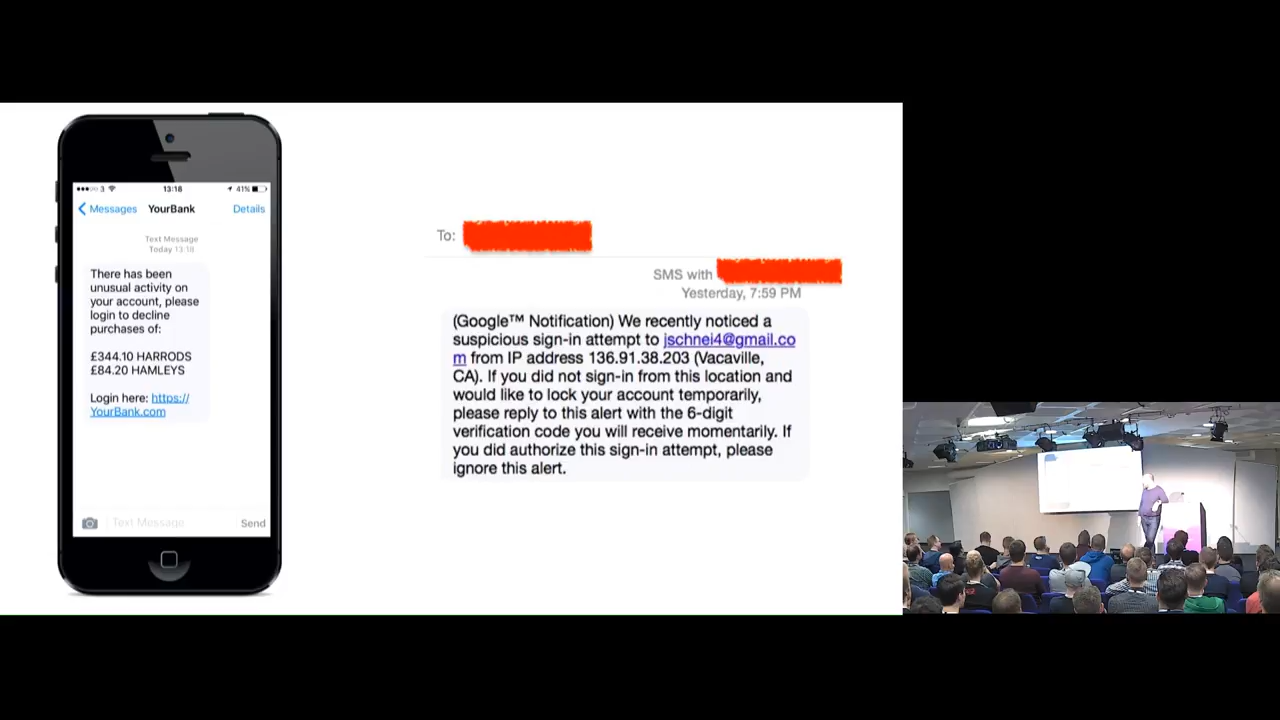 3 13:18 41%
Messages YourBank Details
Text Message
Today 13:18
There has been
unusual activity on
your account, please
login to decline
purchases of:
£344.10 HARRODS
£84.20 HAMLEYS
Login here: https://
YourBank.com
Text Message Send
To:
SMS with
Yesterday, 7:59 PM
(Google™ Notification) We recently noticed a
suspicious sign-in attempt to jschnei4@gmail.co
m from IP address 136.91.38.203 (Vacaville,
CA). If you did not sign-in from this location and
would like to lock your account temporarily,
please reply to this alert with the 6-digit
verification code you will receive momentarily. If
you did authorize this sign-in attempt, please
ignore this alert.